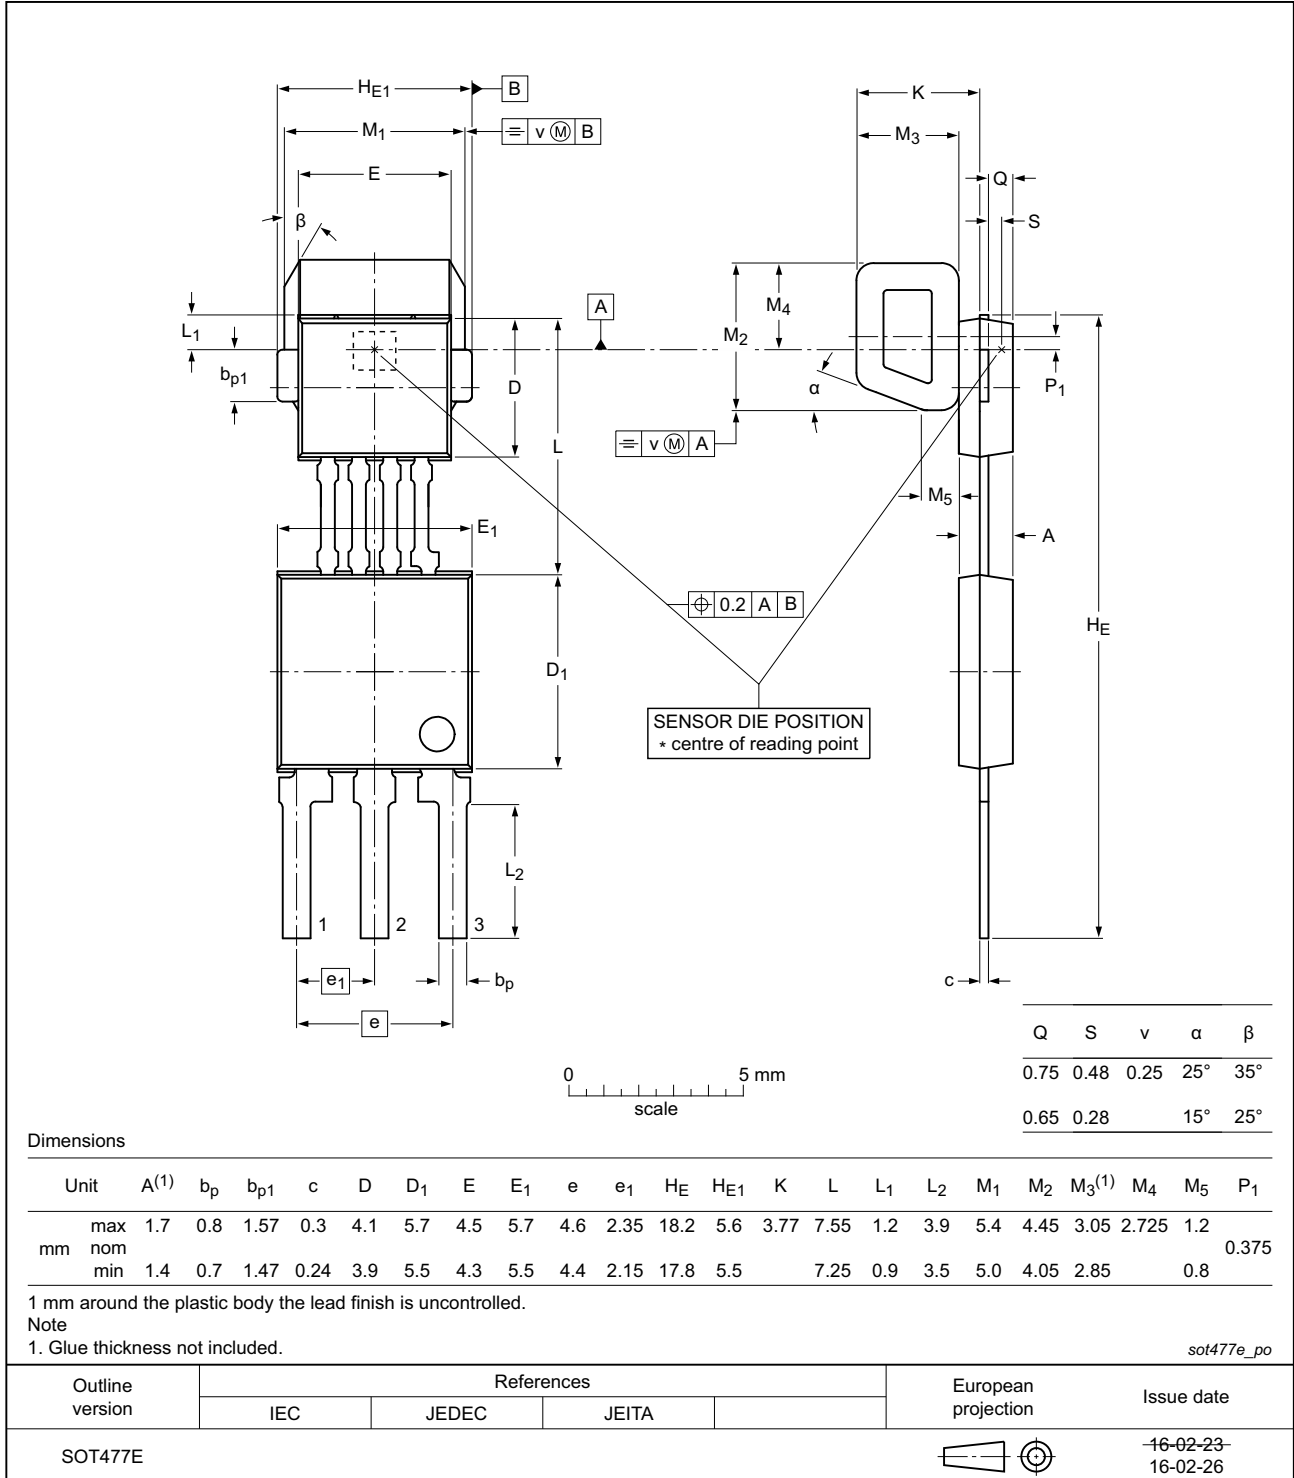 HE1
B
M1
= v M B
E
β
L1
bp1
D
L
E1
D1
L2
1 2 3
e1
bp
e
A
K
M3
Q
S
M4
M2
α
P1
= v M A
M5
A
0.2 A B
HE
SENSOR DIE POSITION
* centre of reading point
c
0 5 mm
scale
Q S v α β
0.75 0.48 0.25 25° 35°
0.65 0.28 15° 25°
Dimensions
Unit A(1) bp bp1 c D D1 E E1 e e1 HE HE1 K L L1 L2 M1 M2 M3(1) M4 M5 P1
max 1.7 0.8 1.57 0.3 4.1 5.7 4.5 5.7 4.6 2.35 18.2 5.6 3.77 7.55 1.2 3.9 5.4 4.45 3.05 2.725 1.2
mm nom 0.375
min 1.4 0.7 1.47 0.24 3.9 5.5 4.3 5.5 4.4 2.15 17.8 5.5 7.25 0.9 3.5 5.0 4.05 2.85 0.8
1 mm around the plastic body the lead finish is uncontrolled.
Note
1. Glue thickness not included.
sot477e_po
Outline version
References
European projection
Issue date
IEC JEDEC JEITA
SOT477E
16-02-23
16-02-26